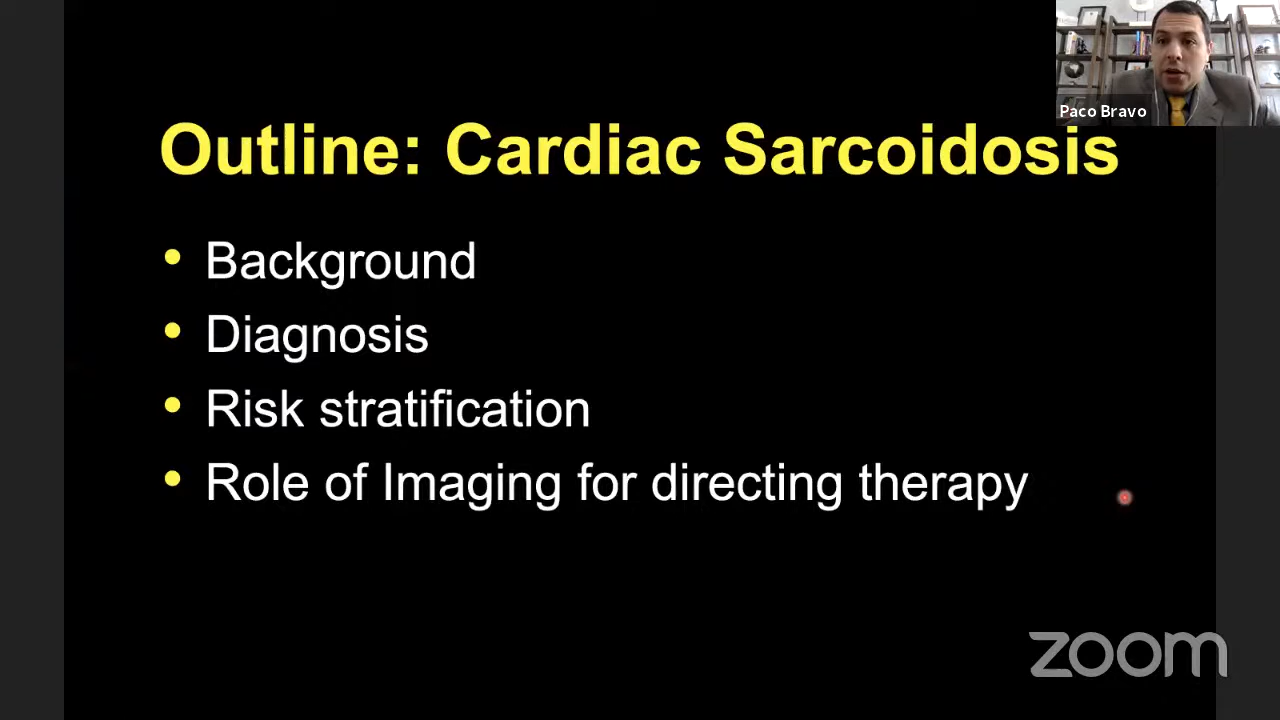 Paco Bravo
Outline: Cardiac Sarcoidosis
• Background
• Diagnosis
• Risk stratification
• Role of Imaging for directing therapy
zoom